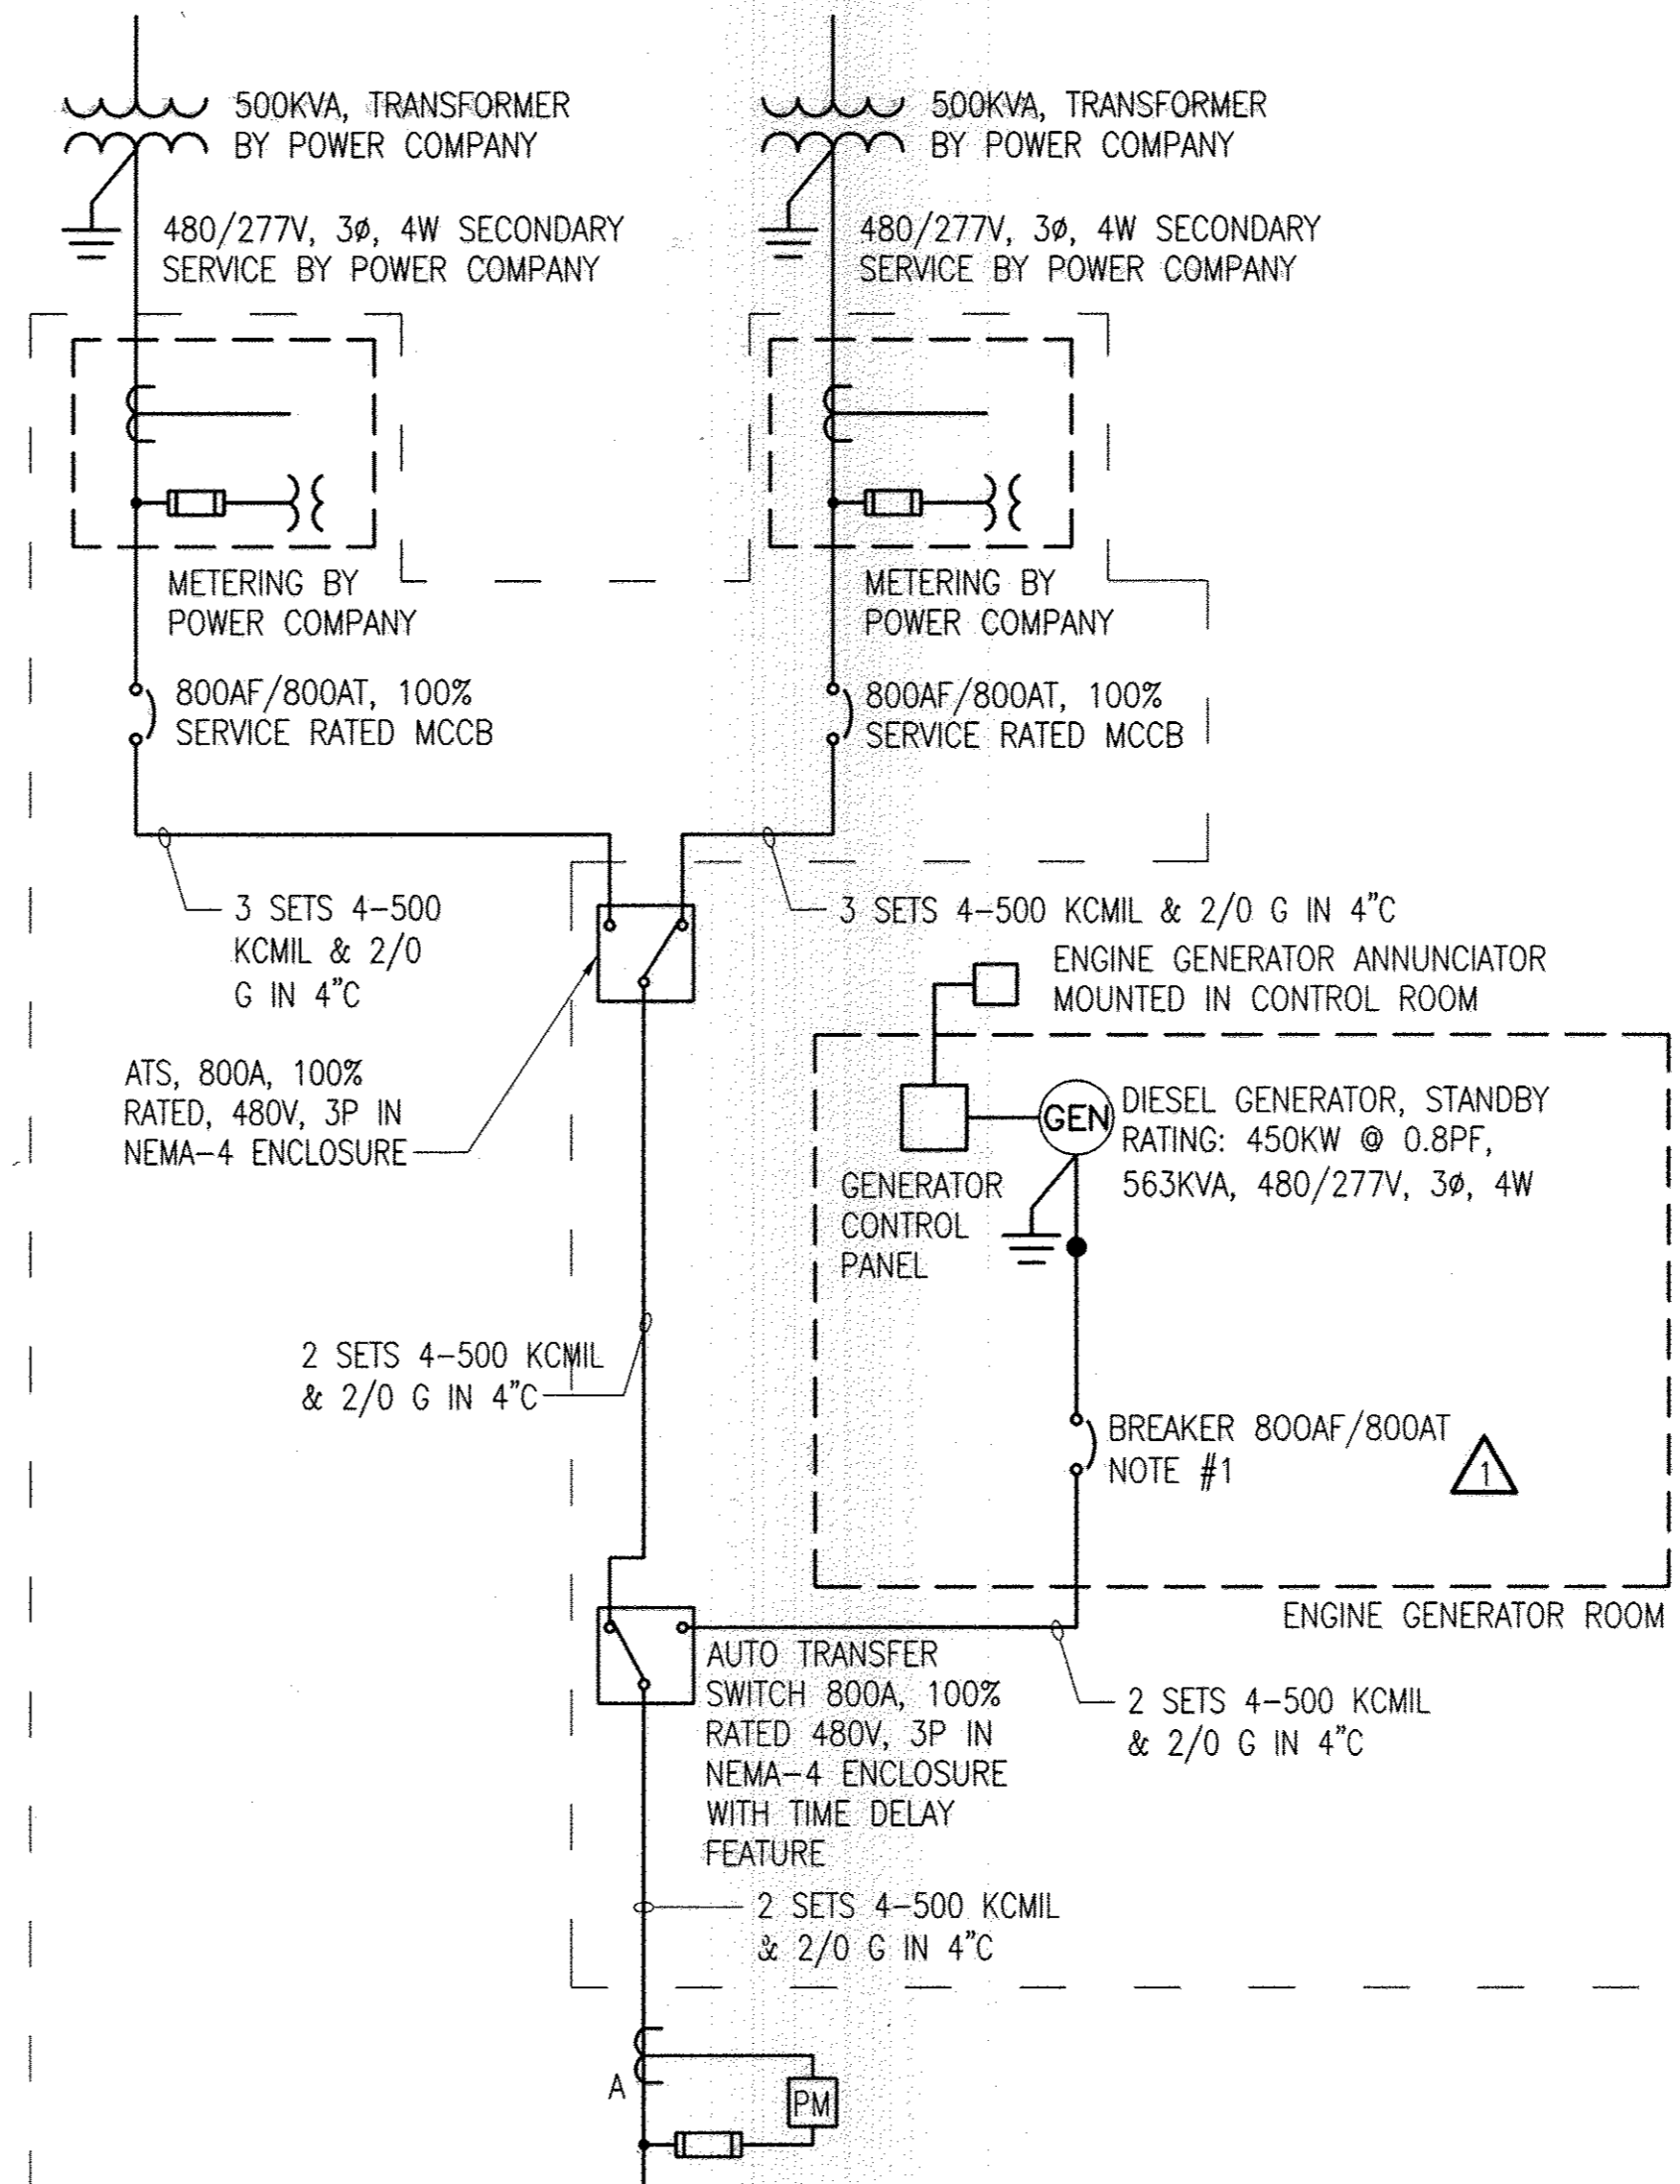 500KVA, TRANSFORMER
BY POWER COMPANY
500KVA, TRANSFORMER
BY POWER COMPANY
480/277V, 3ø, 4W SECONDARY
SERVICE BY POWER COMPANY
480/277V, 3ø, 4W SECONDARY
SERVICE BY POWER COMPANY
METERING BY
POWER COMPANY
METERING BY
POWER COMPANY
800AF/800AT, 100%
SERVICE RATED MCCB
800AF/800AT, 100%
SERVICE RATED MCCB
3 SETS 4-500
KCMIL & 2/0
G IN 4"C
3 SETS 4-500 KCMIL & 2/0 G IN 4"C
ENGINE GENERATOR ANNUNCIATOR
MOUNTED IN CONTROL ROOM
ATS, 800A, 100%
RATED, 480V, 3P IN
NEMA-4 ENCLOSURE
GEN
DIESEL GENERATOR, STANDBY
RATING: 450KW @ 0.8PF,
563KVA, 480/277V, 3ø, 4W
GENERATOR
CONTROL
PANEL
2 SETS 4-500 KCMIL
& 2/0 G IN 4"C
BREAKER 800AF/800AT
NOTE #1
1
ENGINE GENERATOR ROOM
AUTO TRANSFER
SWITCH 800A, 100%
RATED 480V, 3P IN
NEMA-4 ENCLOSURE
WITH TIME DELAY
FEATURE
2 SETS 4-500 KCMIL
& 2/0 G IN 4"C
2 SETS 4-500 KCMIL
& 2/0 G IN 4"C
A
PM